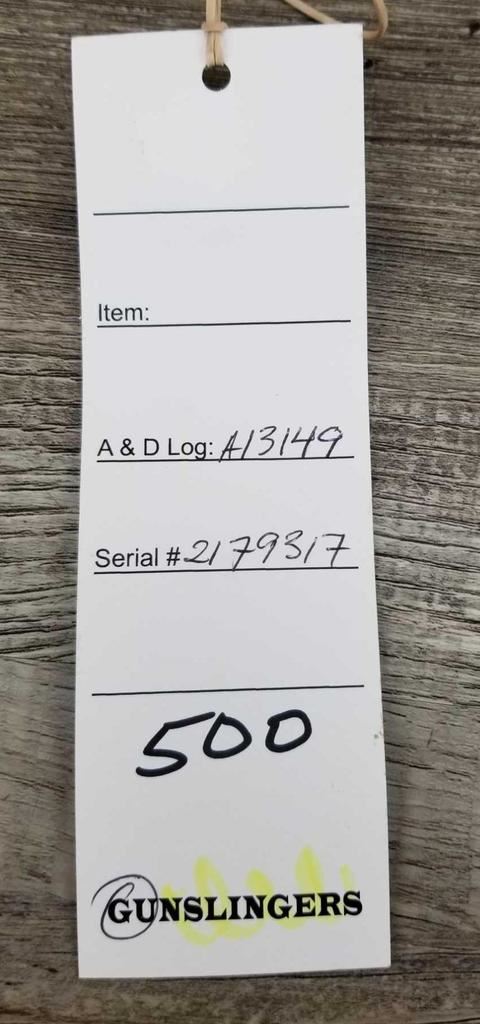 Item:
A & D Log: A13149
Serial # 2179317
500
GUNSLINGERS